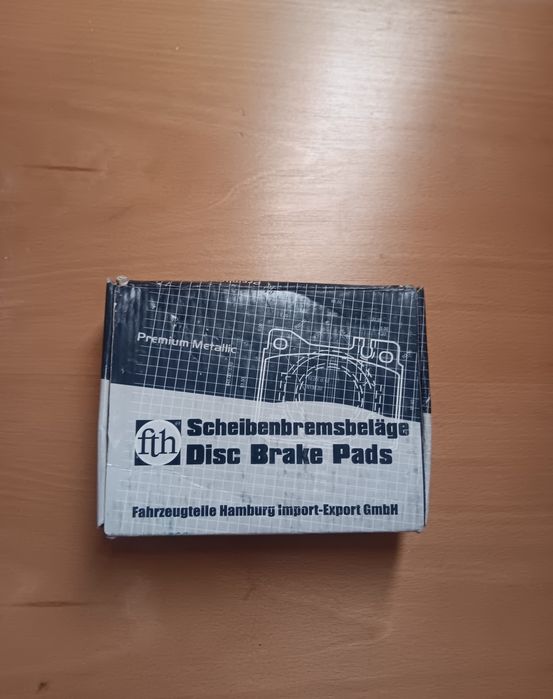 Premium Metallic
fth
Scheibenbremsbeläge
Disc Brake Pads
Fahrzeugteile Hamburg Import-Export GmbH